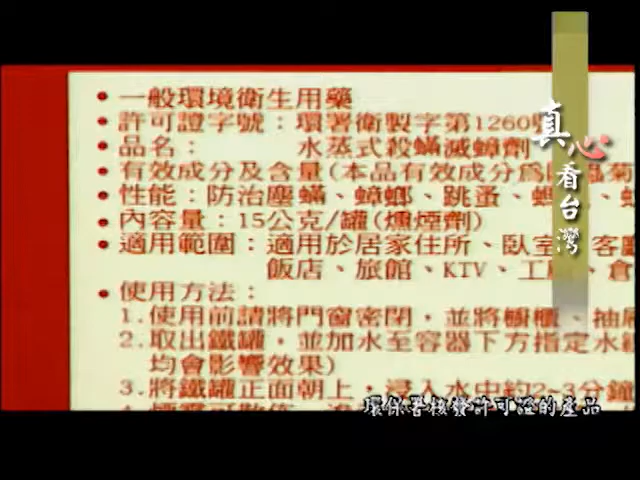 一般環境衛生用藥
許可證字號：環署衛製字第1260
品名：水蒸式殺蟎滅蟑劑
有效成分及含量(本品有效成分為
性能：防治塵蟎、蟑螂、跳蚤、
內容量：15公克/罐(燻煙劑)
適用範圍：適用於居家住所、臥室、客廳
飯店、旅館、KTV、工
使用方法：
1.使用前請將門窗密閉，並將櫥櫃、抽
2.取出鐵罐，並加水至容器下方指定水
均會影響效果)
3.將鐵罐正面朝上，浸入水中約2~3分鐘
真心看台灣
環保署核發許可證的產品